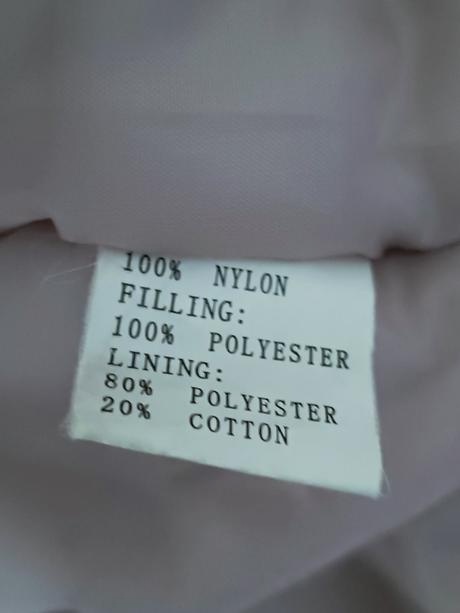 100% NYLON
FILLING:
100% POLYESTER
LINING:
80% POLYESTER
20% COTTON